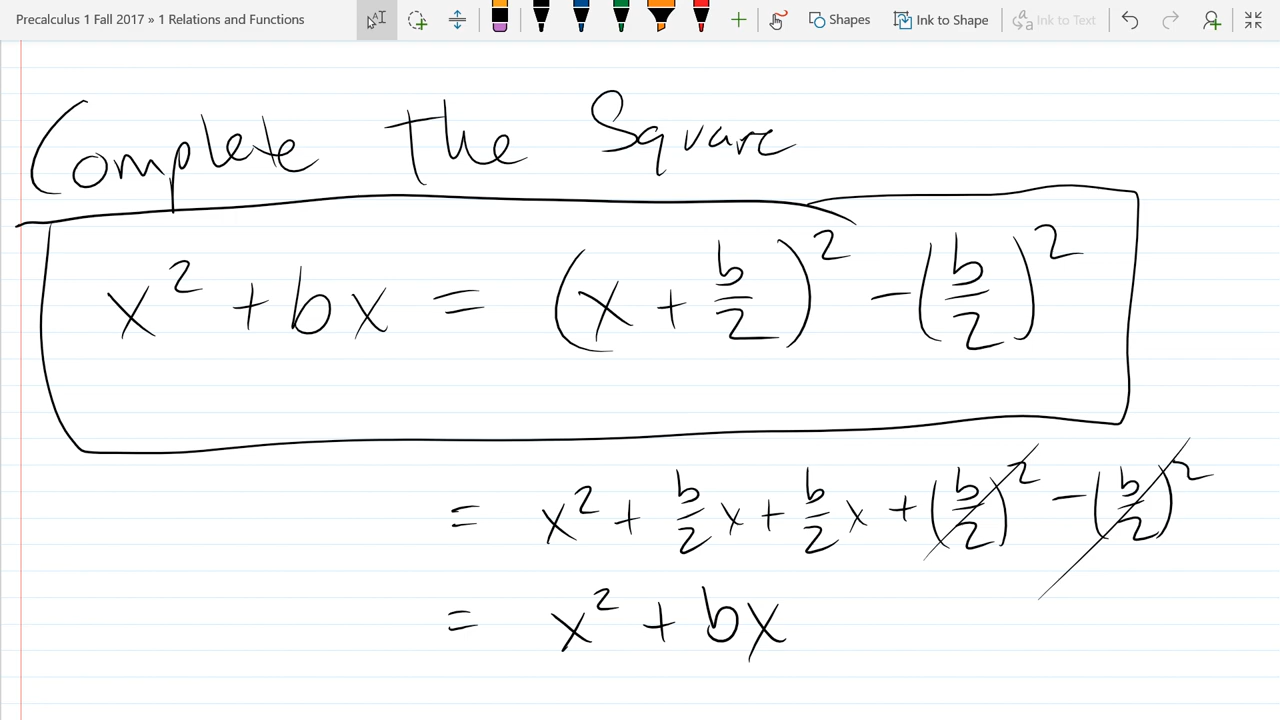 Precalculus 1 Fall 2017 » 1 Relations and Functions Shapes Ink to Shape Ink to Text
Complete the Square
x² + bx = (x + b/2)² - (b/2)²
= x² + b/2 x + b/2 x + (b/2)² - (b/2)²
= x² + bx